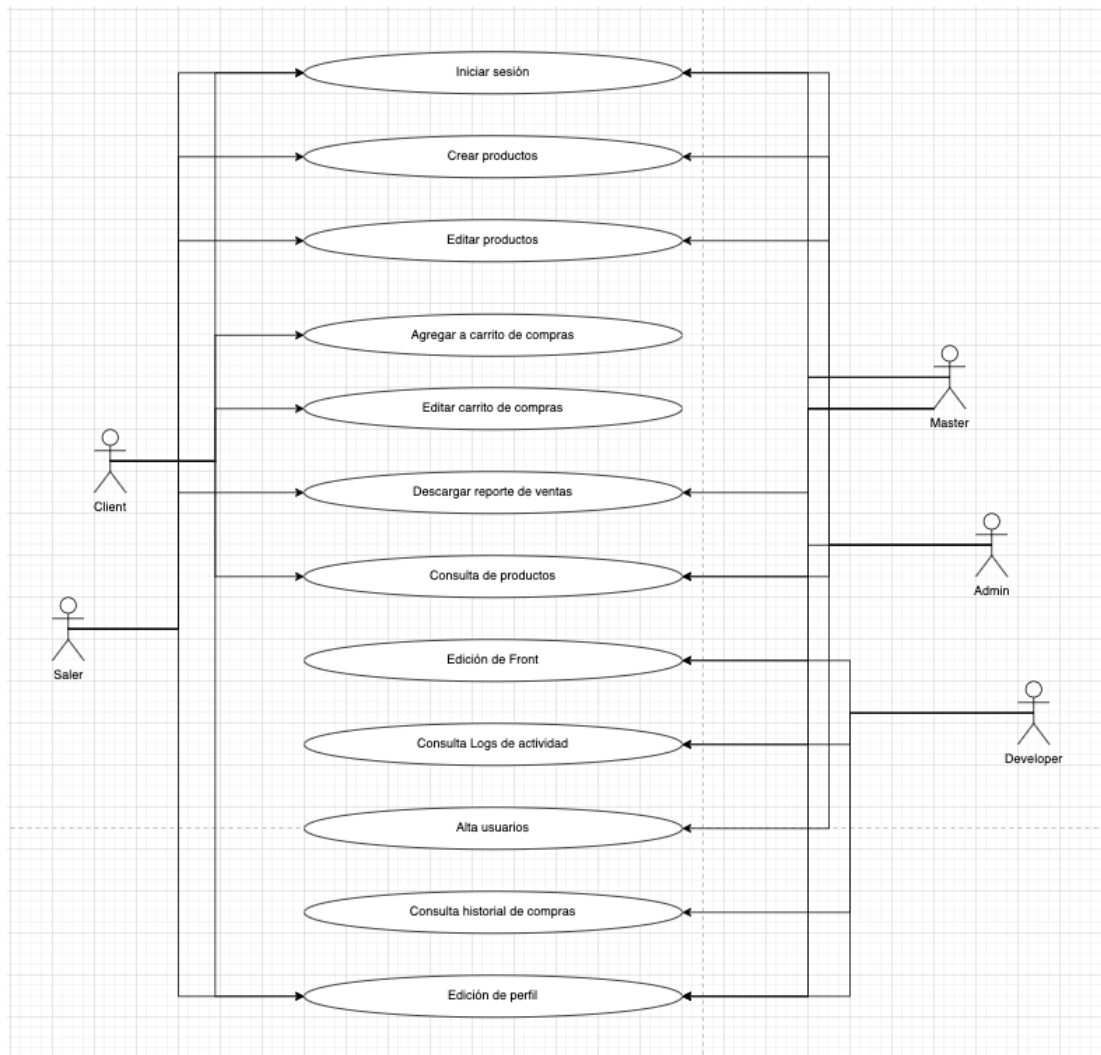 Iniciar sesión
Crear productos
Editar productos
Agregar a carrito de compras
Master
Editar carrito de compras
Client
Descargar reporte de ventas
Consulta de productos
Admin
Saler
Edición de Front
Consulta Logs de actividad
Developer
Alta usuarios
Consulta historial de compras
Edición de perfil